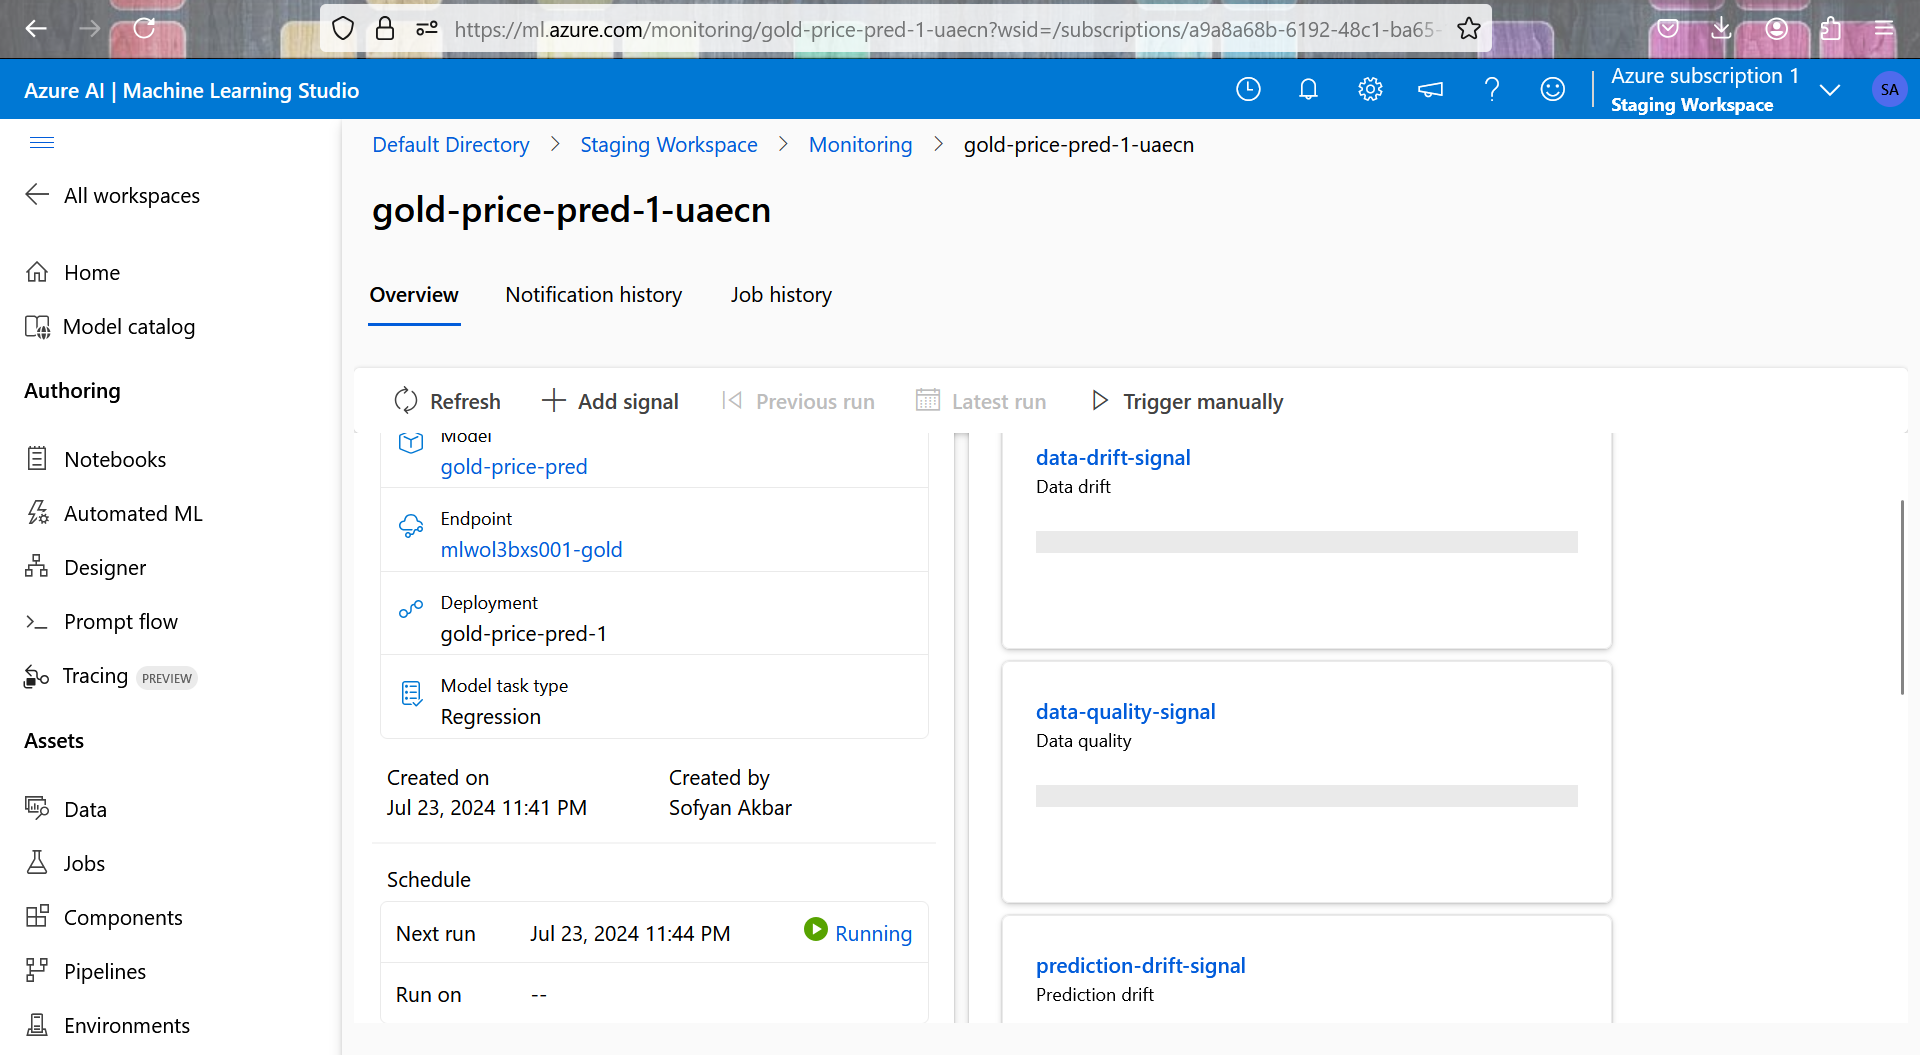 https://ml.azure.com/monitoring/gold-price-pred-1-uaecn?wsid=/subscriptions/a9a8a68b-6192-48c1-ba65-
Azure AI | Machine Learning Studio
Azure subscription 1
Staging Workspace
SA
All workspaces
Home
Model catalog
Authoring
Notebooks
Automated ML
Designer
Prompt flow
Tracing PREVIEW
Assets
Data
Jobs
Components
Pipelines
Environments
Default Directory > Staging Workspace > Monitoring > gold-price-pred-1-uaecn
gold-price-pred-1-uaecn
Overview Notification history Job history
Refresh Add signal Previous run Latest run Trigger manually
Model
gold-price-pred
Endpoint
mlwol3bxs001-gold
Deployment
gold-price-pred-1
Model task type
Regression
Created on
Jul 23, 2024 11:41 PM
Created by
Sofyan Akbar
Schedule
Next run Jul 23, 2024 11:44 PM Running
Run on --
data-drift-signal
Data drift
data-quality-signal
Data quality
prediction-drift-signal
Prediction drift